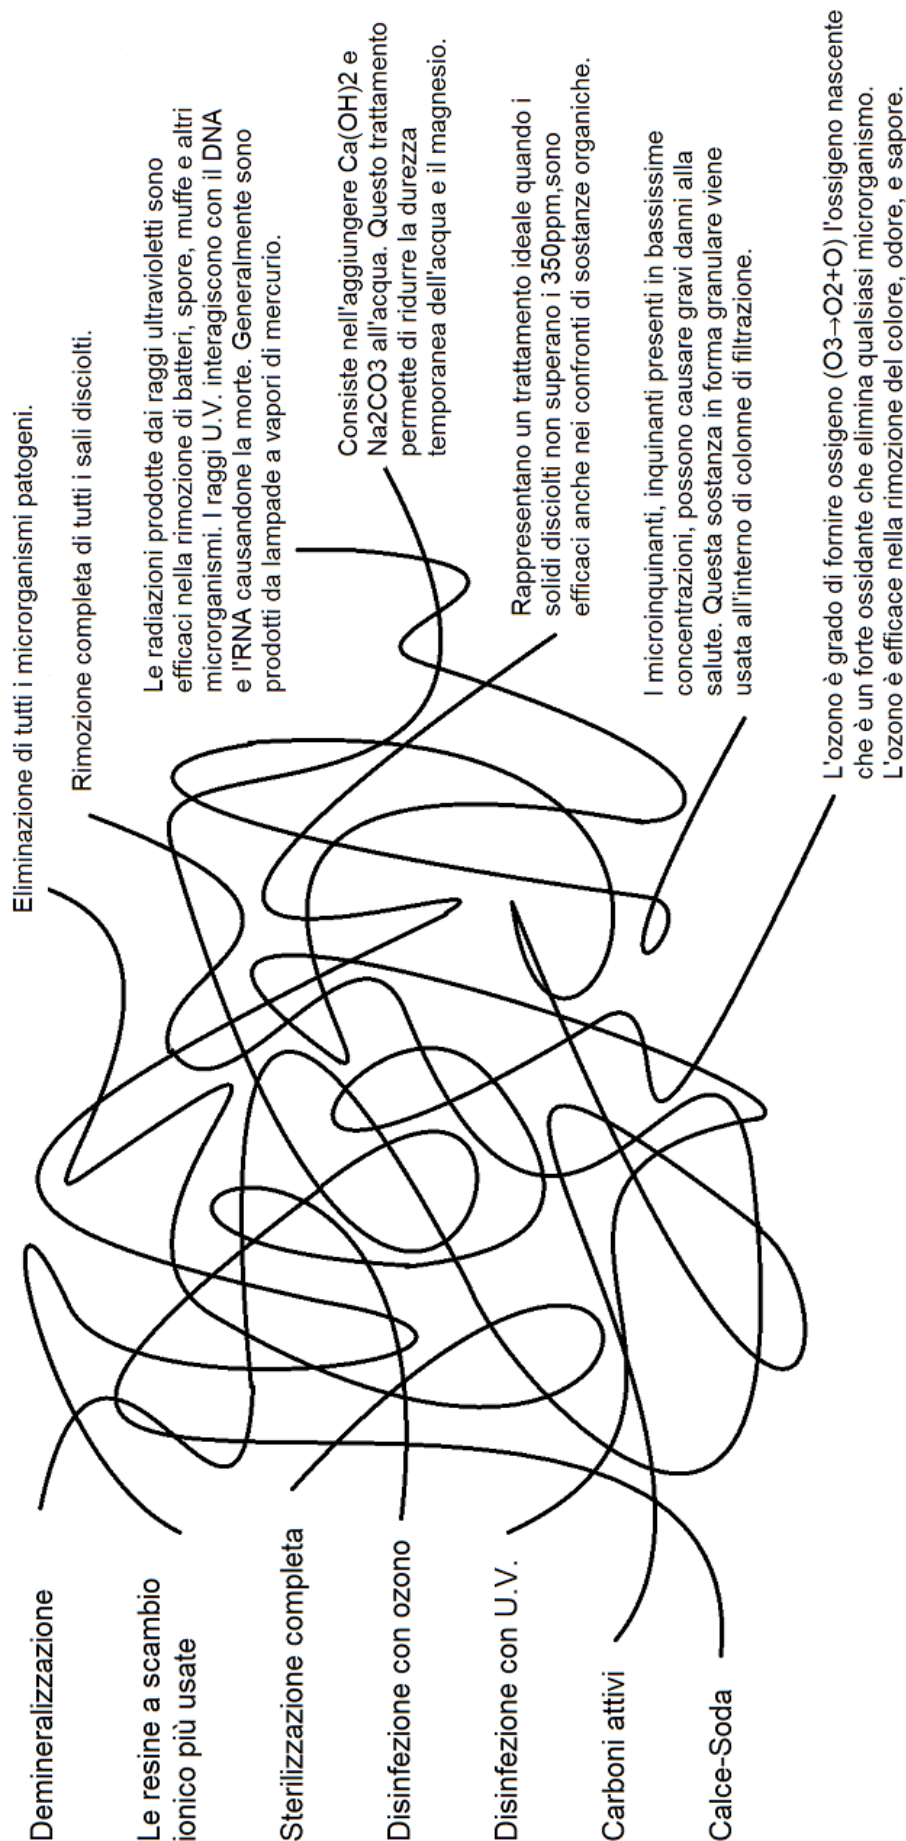 Demineralizzazione
Le resine a scambio
ionico più usate
Sterilizzazione completa
Disinfezione con ozono
Disinfezione con U.V.
Carboni attivi
Calce-Soda
Eliminazione di tutti i microrganismi patogeni.
Rimozione completa di tutti i sali disciolti.
Le radiazioni prodotte dai raggi ultravioletti sono
efficaci nella rimozione di batteri, spore, muffe e altri
microrganismi. I raggi U.V. interagiscono con il DNA
e l'RNA causandone la morte. Generalmente sono
prodotti da lampade a vapori di mercurio.
Consiste nell'aggiungere Ca(OH)2 e
Na2CO3 all'acqua. Questo trattamento
permette di ridurre la durezza
temporanea dell'acqua e il magnesio.
Rappresentano un trattamento ideale quando i
solidi disciolti non superano i 350ppm,sono
efficaci anche nei confronti di sostanze organiche.
I microinquinanti, inquinanti presenti in bassissime
concentrazioni, possono causare gravi danni alla
salute. Questa sostanza in forma granulare viene
usata all'interno di colonne di filtrazione.
L'ozono è grado di fornire ossigeno (O3→O2+O) l'ossigeno nascente
che è un forte ossidante che elimina qualsiasi microrganismo.
L'ozono è efficace nella rimozione del colore, odore, e sapore.